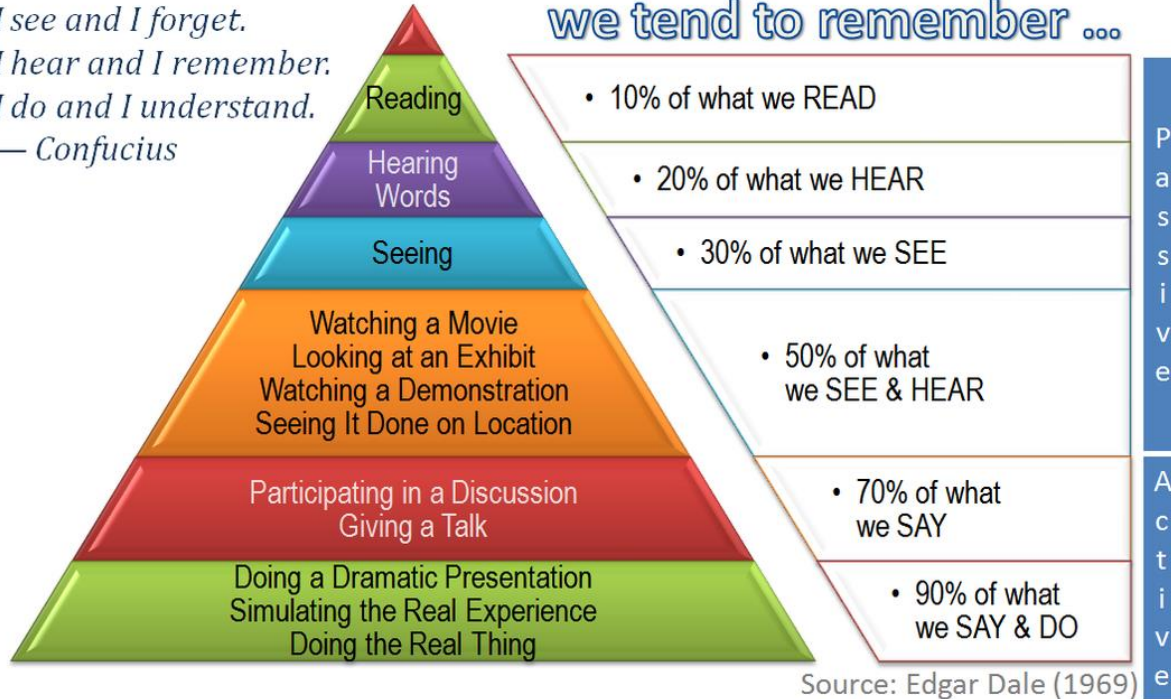 I see and I forget.
I hear and I remember.
I do and I understand.
— Confucius
we tend to remember ...
Reading
• 10% of what we READ
Hearing
Words
• 20% of what we HEAR
Seeing
• 30% of what we SEE
Watching a Movie
Looking at an Exhibit
Watching a Demonstration
Seeing It Done on Location
• 50% of what
we SEE & HEAR
Participating in a Discussion
Giving a Talk
• 70% of what
we SAY
Doing a Dramatic Presentation
Simulating the Real Experience
Doing the Real Thing
• 90% of what
we SAY & DO
Passive
Active
Source: Edgar Dale (1969)